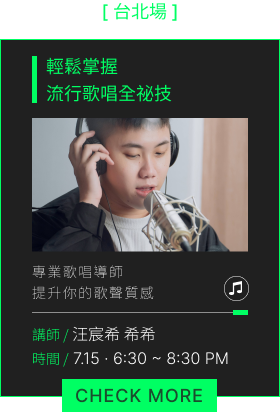 [ 台北場 ]
輕鬆掌握
流行歌唱全祕技
專業歌唱導師
提升你的歌聲質感
講師 / 汪宸希 希希
時間 / 7.15 · 6:30 ~ 8:30 PM
CHECK MORE